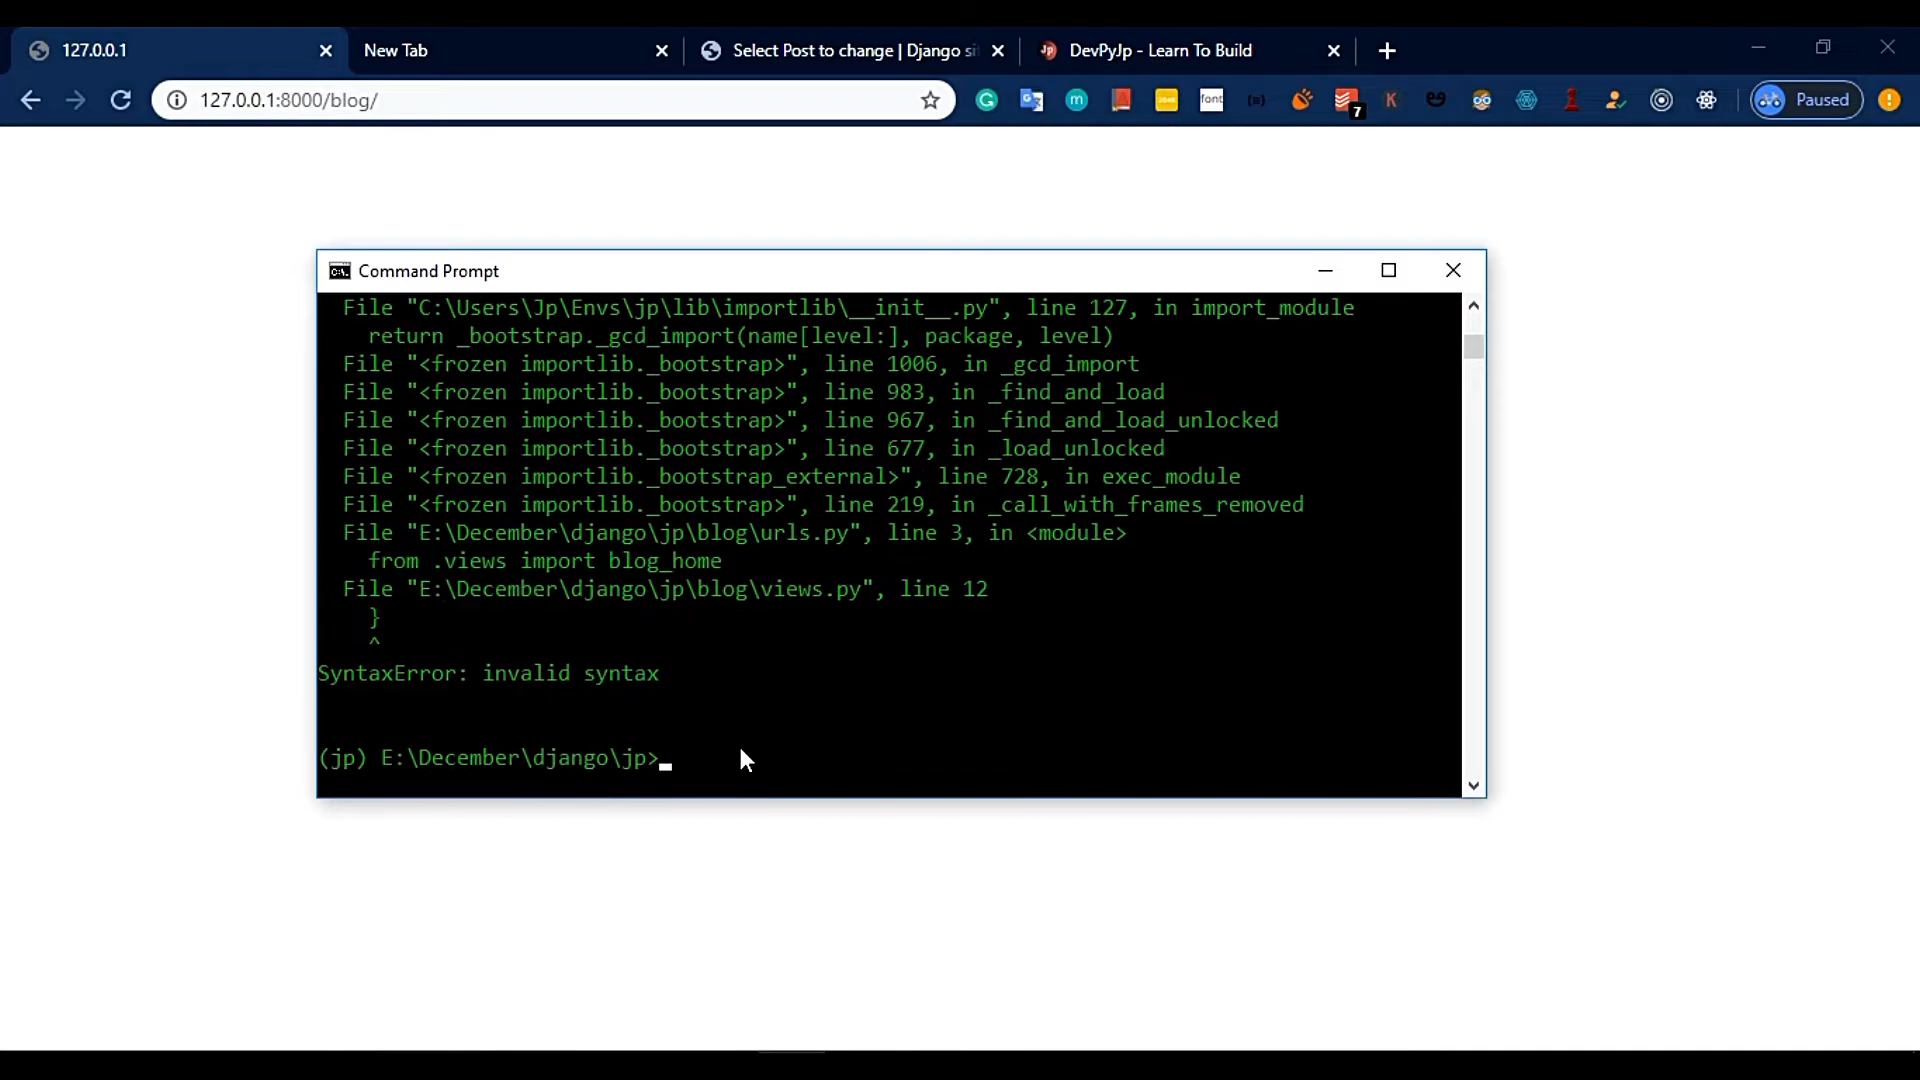 127.0.0.1
New Tab
Select Post to change | Django si
DevPyJp - Learn To Build
127.0.0.1:8000/blog/
font
7
Paused
Command Prompt
File "C:\Users\Jp\Envs\jp\lib\importlib\__init__.py", line 127, in import_module
return _bootstrap._gcd_import(name[level:], package, level)
File "<frozen importlib._bootstrap>", line 1006, in _gcd_import
File "<frozen importlib._bootstrap>", line 983, in _find_and_load
File "<frozen importlib._bootstrap>", line 967, in _find_and_load_unlocked
File "<frozen importlib._bootstrap>", line 677, in _load_unlocked
File "<frozen importlib._bootstrap_external>", line 728, in exec_module
File "<frozen importlib._bootstrap>", line 219, in _call_with_frames_removed
File "E:\December\django\jp\blog\urls.py", line 3, in <module>
from .views import blog_home
File "E:\December\django\jp\blog\views.py", line 12
}
^
SyntaxError: invalid syntax
(jp) E:\December\django\jp>